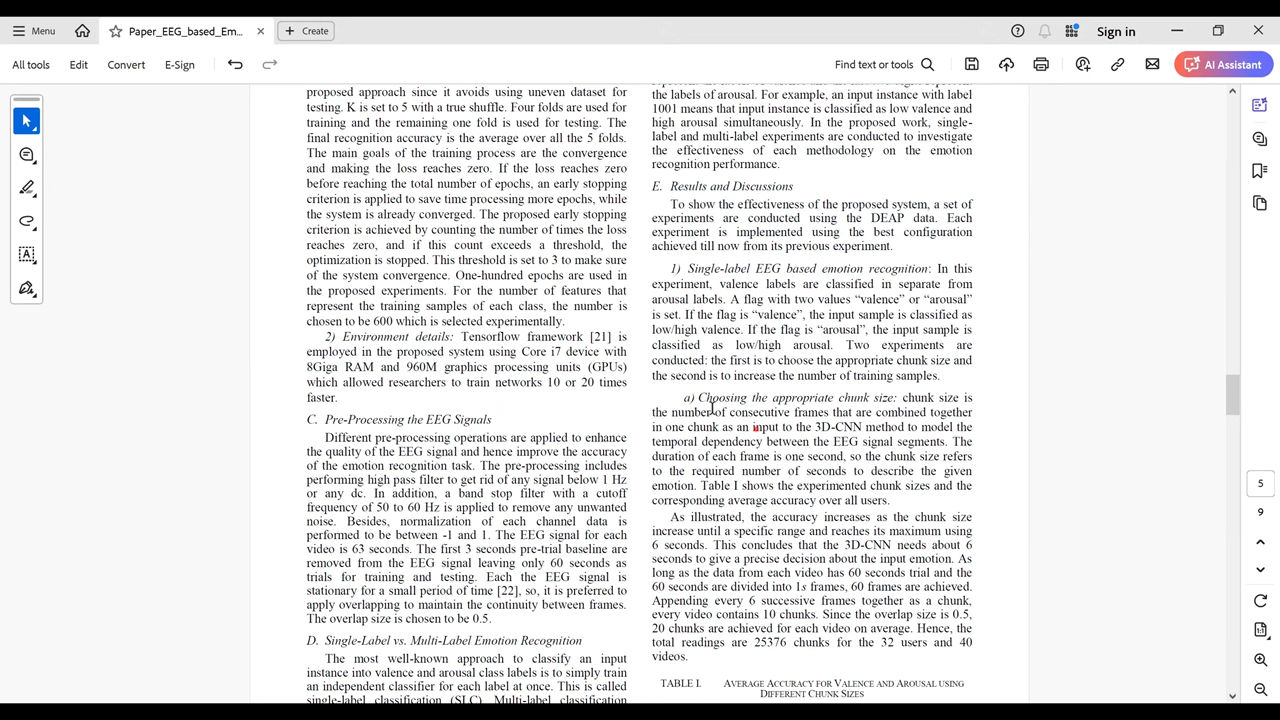 Menu
Paper_EEG_based_Em...
Create
Sign in
All tools
Edit
Convert
E-Sign
Find text or tools
AI Assistant
proposed approach since it avoids using uneven dataset for
testing. K is set to 5 with a true shuffle. Four folds are used for
training and the remaining one fold is used for testing. The
final recognition accuracy is the average over all the 5 folds.
The main goals of the training process are the convergence
and making the loss reaches zero. If the loss reaches zero
before reaching the total number of epochs, an early stopping
criterion is applied to save time processing more epochs, while
the system is already converged. The proposed early stopping
criterion is achieved by counting the number of times the loss
reaches zero, and if this count exceeds a threshold, the
optimization is stopped. This threshold is set to 3 to make sure
of the system convergence. One-hundred epochs are used in
the proposed experiments. For the number of features that
represent the training samples of each class, the number is
chosen to be 600 which is selected experimentally.
2) Environment details: Tensorflow framework [21] is
employed in the proposed system using Core i7 device with
8Giga RAM and 960M graphics processing units (GPUs)
which allowed researchers to train networks 10 or 20 times
faster.
C. Pre-Processing the EEG Signals
Different pre-processing operations are applied to enhance
the quality of the EEG signal and hence improve the accuracy
of the emotion recognition task. The pre-processing includes
performing high pass filter to get rid of any signal below 1 Hz
or any dc. In addition, a band stop filter with a cutoff
frequency of 50 to 60 Hz is applied to remove any unwanted
noise. Besides, normalization of each channel data is
performed to be between -1 and 1. The EEG signal for each
video is 63 seconds. The first 3 seconds pre-trial baseline are
removed from the EEG signal leaving only 60 seconds as
trials for training and testing. Each the EEG signal is
stationary for a small period of time [22], so, it is preferred to
apply overlapping to maintain the continuity between frames.
The overlap size is chosen to be 0.5.
D. Single-Label vs. Multi-Label Emotion Recognition
The most well-known approach to classify an input
instance into valence and arousal class labels is to simply train
an independent classifier for each label at once. This is called
single-label classification (SLC). Multi-label classification
the labels of arousal. For example, an input instance with label
1001 means that input instance is classified as low valence and
high arousal simultaneously. In the proposed work, single-
label and multi-label experiments are conducted to investigate
the effectiveness of each methodology on the emotion
recognition performance.
E. Results and Discussions
To show the effectiveness of the proposed system, a set of
experiments are conducted using the DEAP data. Each
experiment is implemented using the best configuration
achieved till now from its previous experiment.
1) Single-label EEG based emotion recognition: In this
experiment, valence labels are classified in separate from
arousal labels. A flag with two values “valence” or “arousal”
is set. If the flag is “valence”, the input sample is classified as
low/high valence. If the flag is “arousal”, the input sample is
classified as low/high arousal. Two experiments are
conducted: the first is to choose the appropriate chunk size and
the second is to increase the number of training samples.
a) Choosing the appropriate chunk size: chunk size is
the number of consecutive frames that are combined together
in one chunk as an input to the 3D-CNN method to model the
temporal dependency between the EEG signal segments. The
duration of each frame is one second, so the chunk size refers
to the required number of seconds to describe the given
emotion. Table I shows the experimented chunk sizes and the
corresponding average accuracy over all users.
As illustrated, the accuracy increases as the chunk size
increase until a specific range and reaches its maximum using
6 seconds. This concludes that the 3D-CNN needs about 6
seconds to give a precise decision about the input emotion. As
long as the data from each video has 60 seconds trial and the
60 seconds are divided into 1s frames, 60 frames are achieved.
Appending every 6 successive frames together as a chunk,
every video contains 10 chunks. Since the overlap size is 0.5,
20 chunks are achieved for each video on average. Hence, the
total readings are 25376 chunks for the 32 users and 40
videos.
TABLE I. AVERAGE ACCURACY FOR VALENCE AND AROUSAL USING
DIFFERENT CHUNK SIZES
5
9